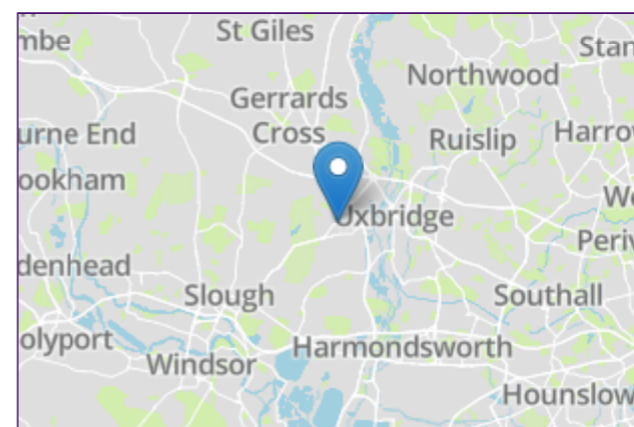 St Giles
mbe
Stan
Northwood
Gerrards
Cross
urne End
Ruislip
Harro
ookham
We
Uxbridge
Peri
denhead
Slough
Southall
olyport
Harmondsworth
Windsor
Hounslow